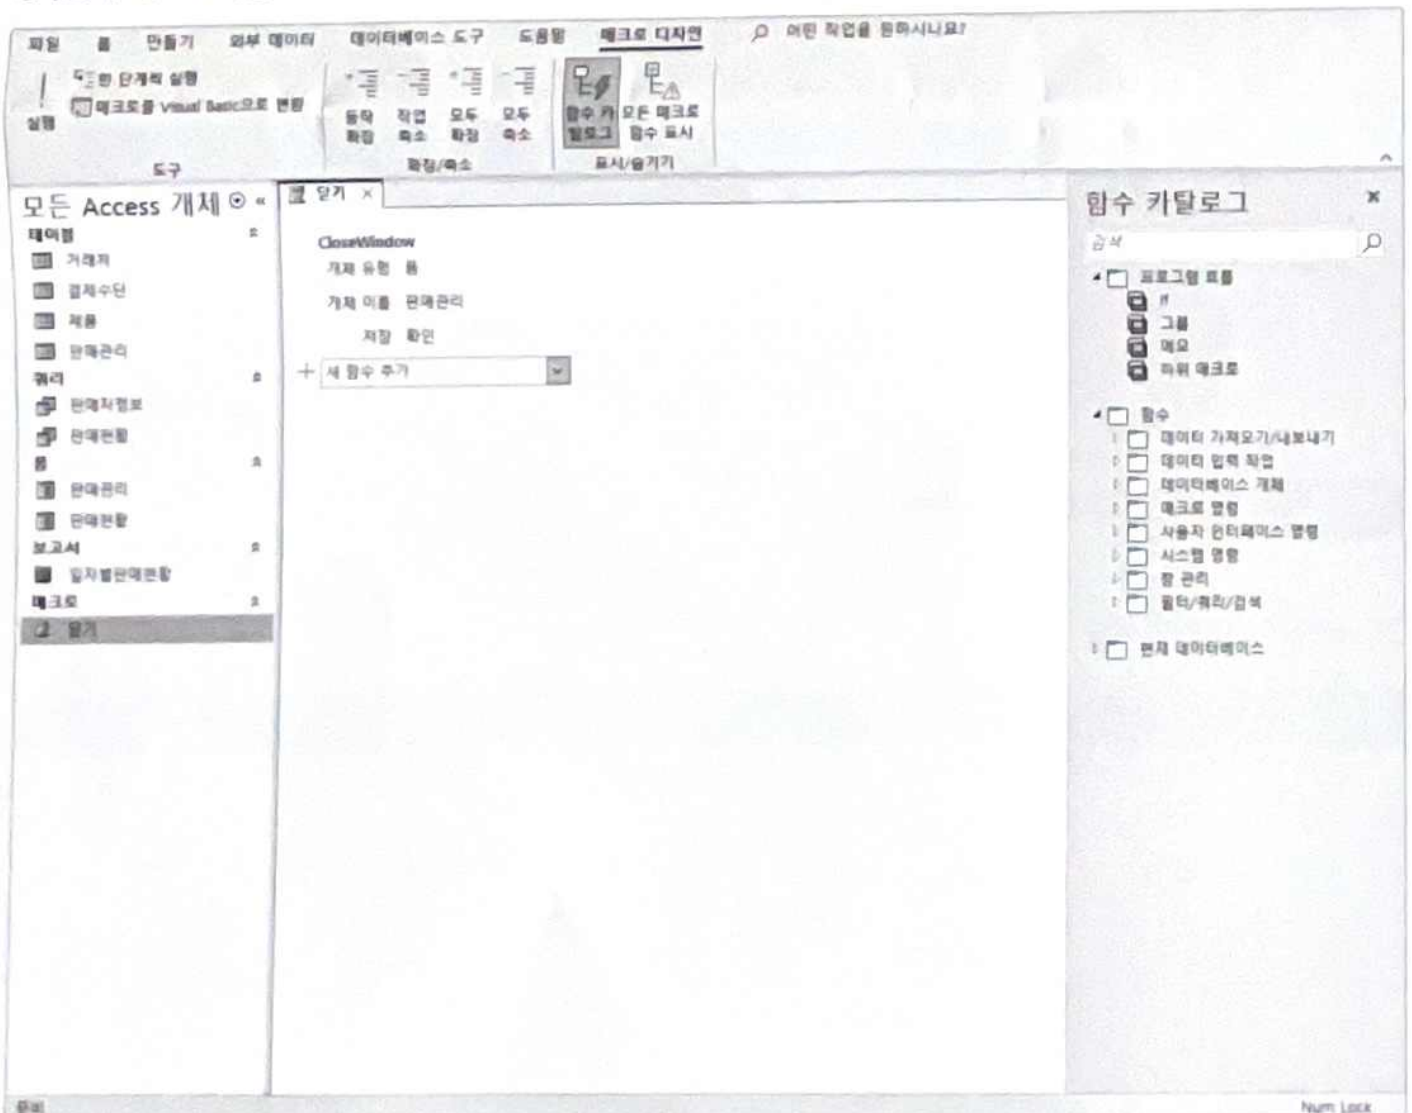 파일 홈 만들기 외부 데이터 데이터베이스 도구 도움말 매크로 디자인 어떤 작업을 원하시나요?
실행
한 단계씩 실행
매크로를 Visual Basic으로 변환
도구
동작 확장
작업 축소
모두 확장
모두 축소
확장/축소
함수 카탈로그
모든 매크로 함수 표시
표시/숨기기
모든 Access 개체
테이블
거래처
결제수단
제품
판매관리
쿼리
판매자정보
판매현황
폼
판매관리
판매현황
보고서
일자별판매현황
매크로
닫기
닫기
CloseWindow
개체 유형 폼
개체 이름 판매관리
저장 확인
새 함수 추가
함수 카탈로그
검색
프로그램 흐름
If
그룹
메모
하위 매크로
함수
데이터 가져오기/내보내기
데이터 입력 작업
데이터베이스 개체
매크로 명령
사용자 인터페이스 명령
시스템 명령
창 관리
필터/쿼리/검색
현재 데이터베이스
준비
Num Lock